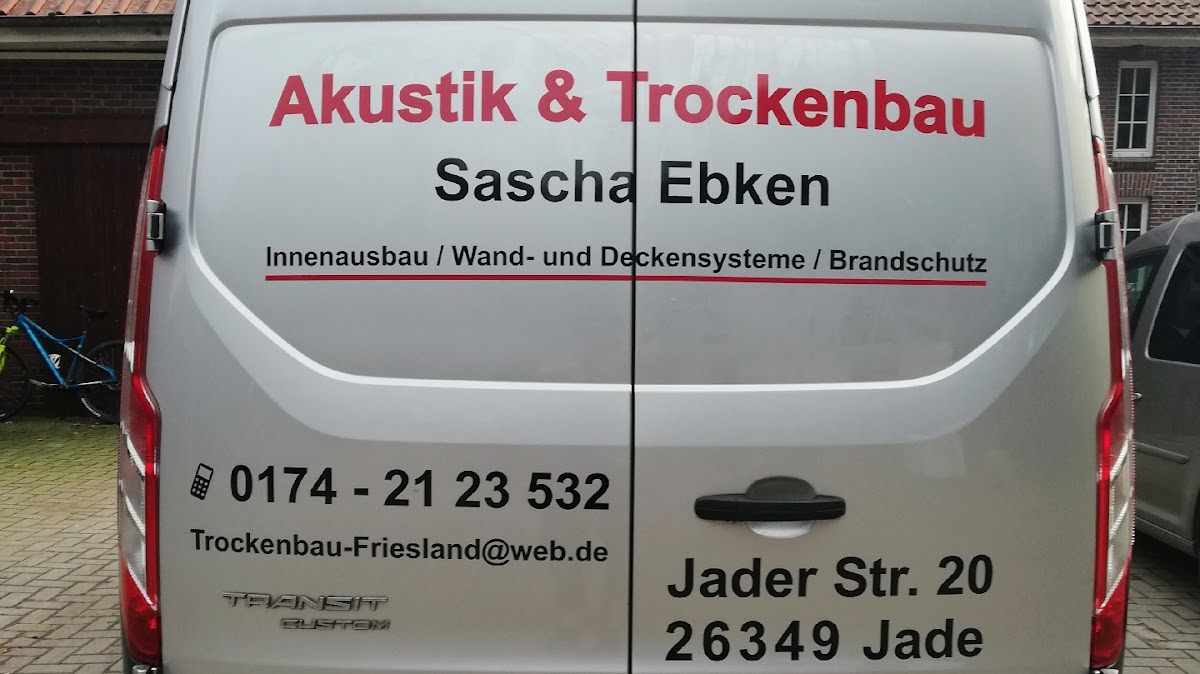 Akustik & Trockenbau
Sascha Ebken
Innenausbau / Wand- und Deckensysteme / Brandschutz
0174 - 21 23 532
Trockenbau-Friesland@web.de
TRANSIT
CUSTOM
Jader Str. 20
26349 Jade